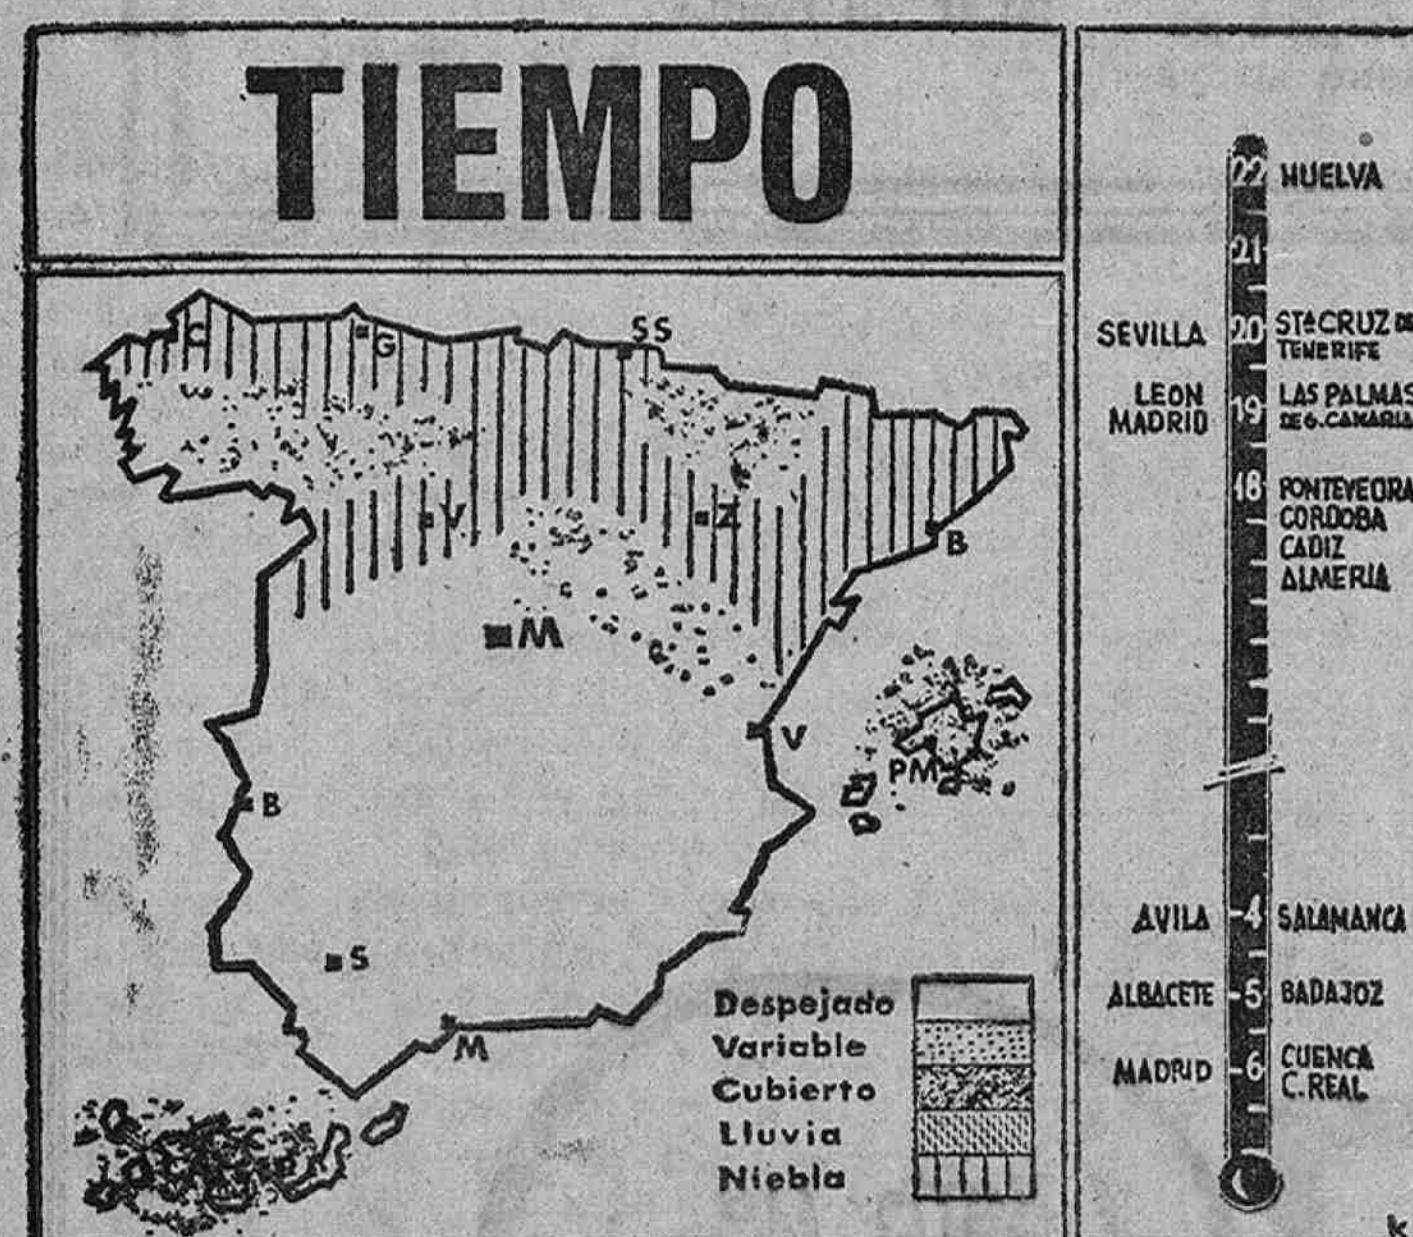 TIEMPO
C
G
SS
V
Z
B
M
V
PM
B
S
M
Despejado
Variable
Cubierto
Lluvia
Niebla
22 HUELVA
21
SEVILLA 20 STA CRUZ DE
TENERIFE
LEON
MADRID
19 LAS PALMAS
DE G. CANARIA
18 PONTEVEDRA
CORDOBA
CADIZ
ALMERIA
AVILA -4 SALAMANCA
ALBACETE -5 BADAJOZ
MADRID -6 CUENCA
C. REAL